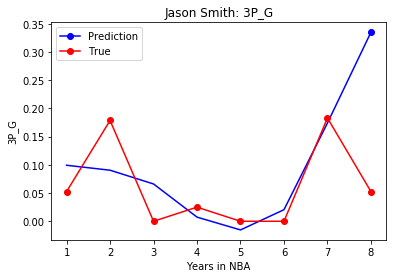 Jason Smith: 3P_G
Prediction
True
0.35
0.30
0.25
0.20
0.15
0.10
0.05
0.00
3P_G
1 2 3 4 5 6 7 8
Years in NBA